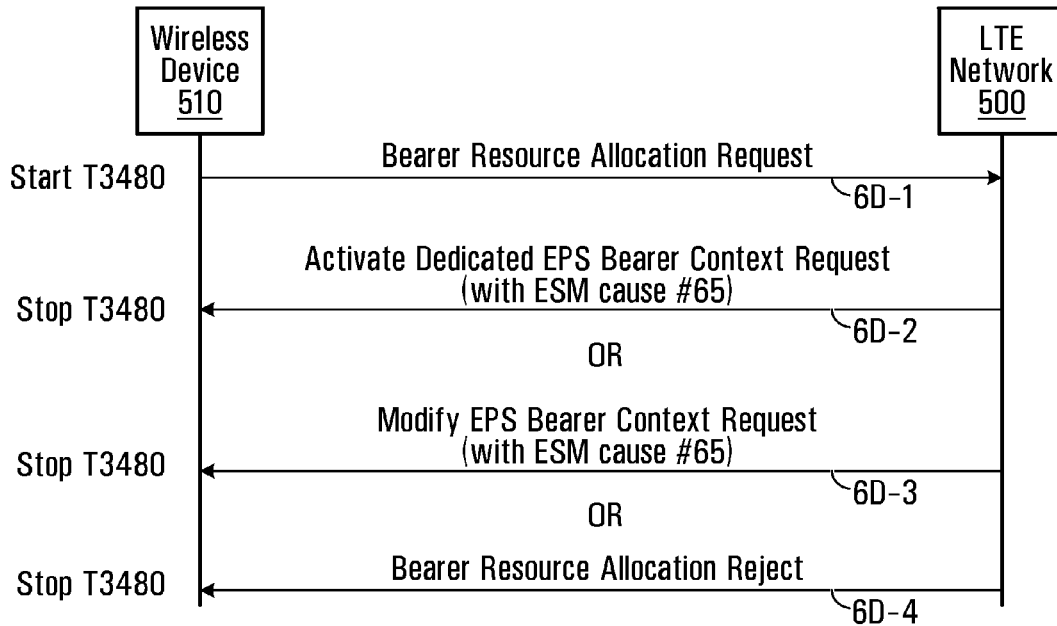 Wireless
Device
510
LTE
Network
500
Bearer Resource Allocation Request
Start T3480
6D-1
Activate Dedicated EPS Bearer Context Request
(with ESM cause #65)
Stop T3480
6D-2
OR
Modify EPS Bearer Context Request
(with ESM cause #65)
Stop T3480
6D-3
OR
Bearer Resource Allocation Reject
Stop T3480
6D-4